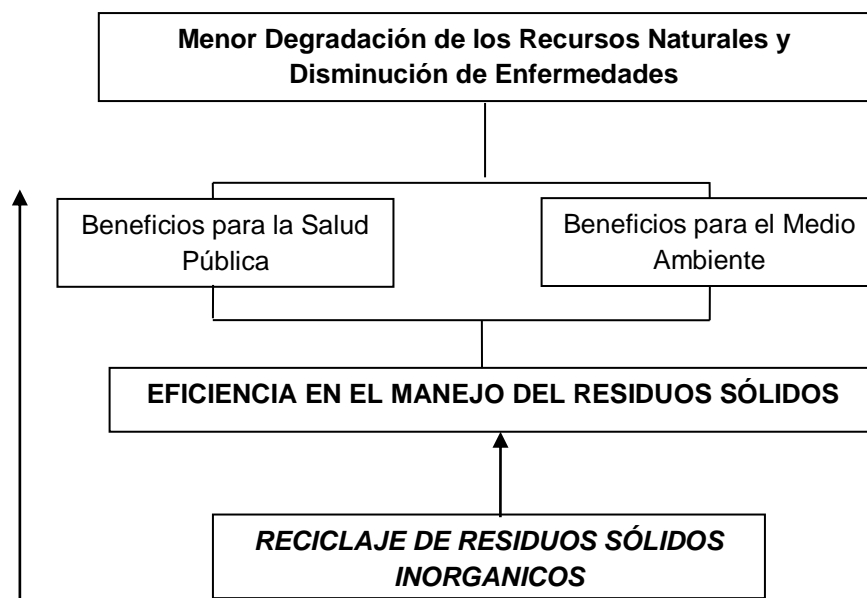 Menor Degradación de los Recursos Naturales y
Disminución de Enfermedades
Beneficios para la Salud
Pública
Beneficios para el Medio
Ambiente
EFICIENCIA EN EL MANEJO DEL RESIDUOS SÓLIDOS
RECICLAJE DE RESIDUOS SÓLIDOS
INORGANICOS